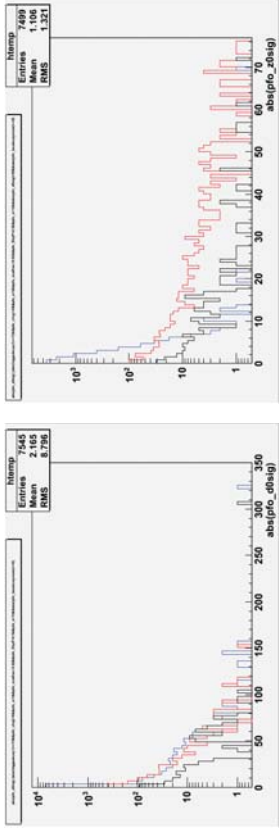 htemp
Entries 7545
Mean 2.165
RMS 8.796
10⁴
10³
10²
10
1
0 50 100 150 200 250 300 350
abs(pfo_d0sig)
htemp
Entries 7499
Mean 1.106
RMS 1.321
10³
10²
10
1
0 10 20 30 40 50 60 70
abs(pfo_z0sig)